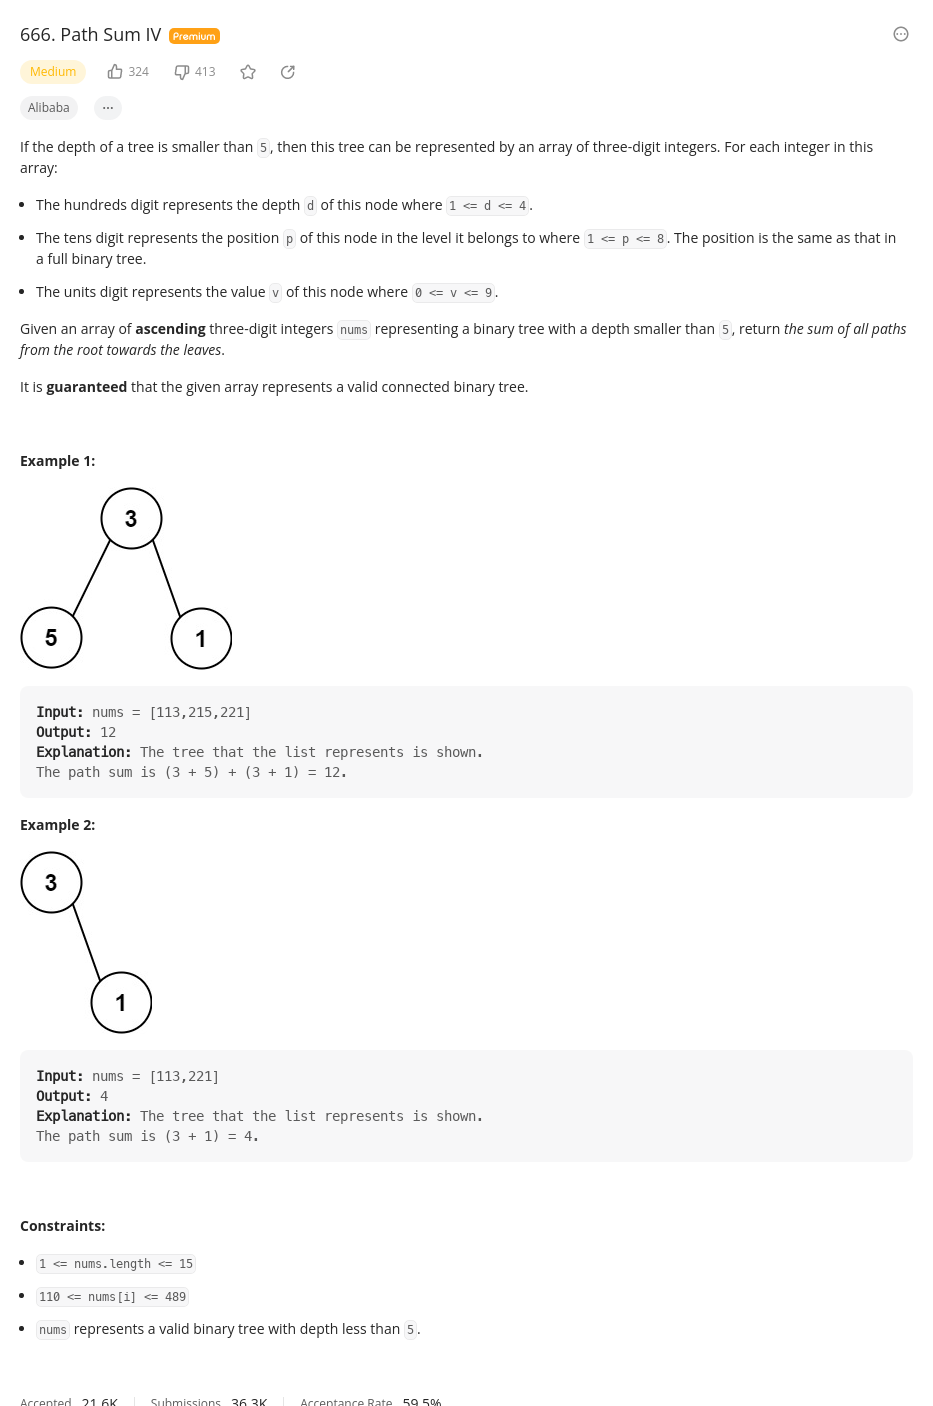 666. Path Sum IV Premium
Medium 324 413
Alibaba ...
If the depth of a tree is smaller than 5, then this tree can be represented by an array of three-digit integers. For each integer in this
array:
• The hundreds digit represents the depth d of this node where 1 <= d <= 4.
• The tens digit represents the position p of this node in the level it belongs to where 1 <= p <= 8. The position is the same as that in
a full binary tree.
• The units digit represents the value v of this node where 0 <= v <= 9.
Given an array of ascending three-digit integers nums representing a binary tree with a depth smaller than 5, return the sum of all paths
from the root towards the leaves.
It is guaranteed that the given array represents a valid connected binary tree.
Example 1:
3
5 1
Input: nums = [113,215,221]
Output: 12
Explanation: The tree that the list represents is shown.
The path sum is (3 + 5) + (3 + 1) = 12.
Example 2:
3
1
Input: nums = [113,221]
Output: 4
Explanation: The tree that the list represents is shown.
The path sum is (3 + 1) = 4.
Constraints:
• 1 <= nums.length <= 15
• 110 <= nums[i] <= 489
• nums represents a valid binary tree with depth less than 5.
Accepted 21.6K Submissions 36.3K Acceptance Rate 59.5%